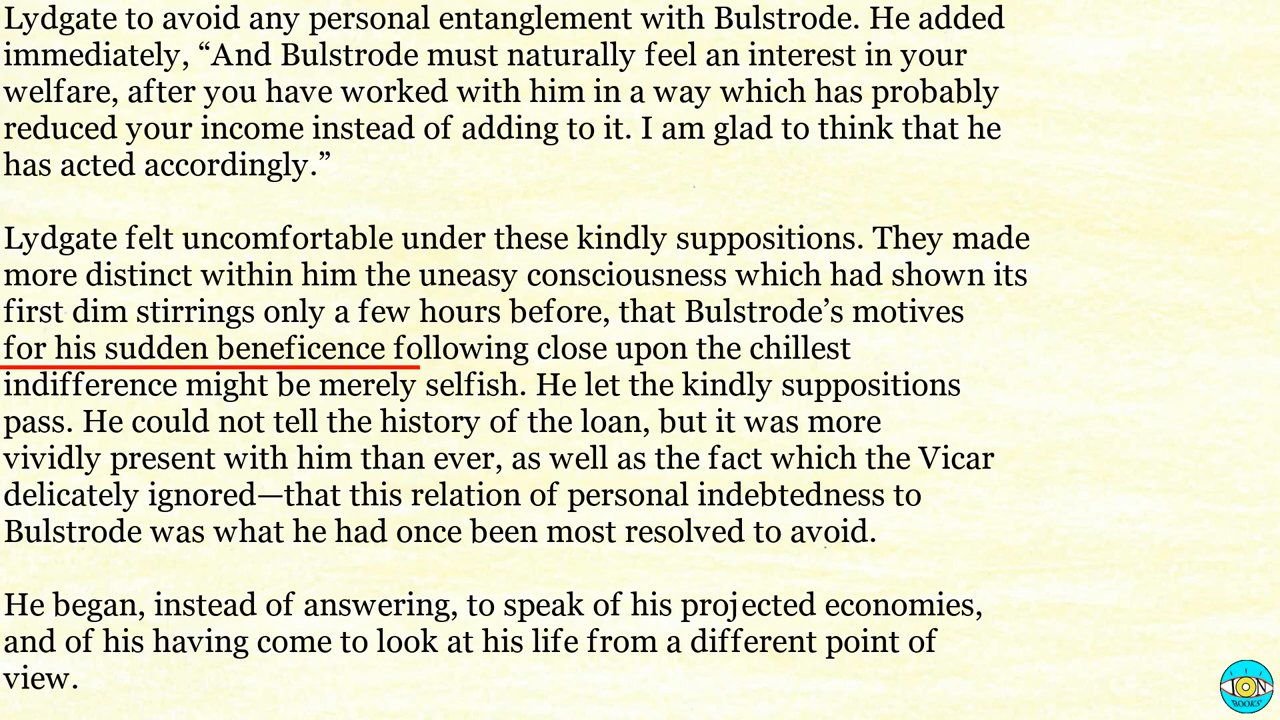 Lydgate to avoid any personal entanglement with Bulstrode. He added
immediately, “And Bulstrode must naturally feel an interest in your
welfare, after you have worked with him in a way which has probably
reduced your income instead of adding to it. I am glad to think that he
has acted accordingly.”
Lydgate felt uncomfortable under these kindly suppositions. They made
more distinct within him the uneasy consciousness which had shown its
first dim stirrings only a few hours before, that Bulstrode’s motives
for his sudden beneficence following close upon the chillest
indifference might be merely selfish. He let the kindly suppositions
pass. He could not tell the history of the loan, but it was more
vividly present with him than ever, as well as the fact which the Vicar
delicately ignored—that this relation of personal indebtedness to
Bulstrode was what he had once been most resolved to avoid.
He began, instead of answering, to speak of his projected economies,
and of his having come to look at his life from a different point of
view.
ION
BOOKS